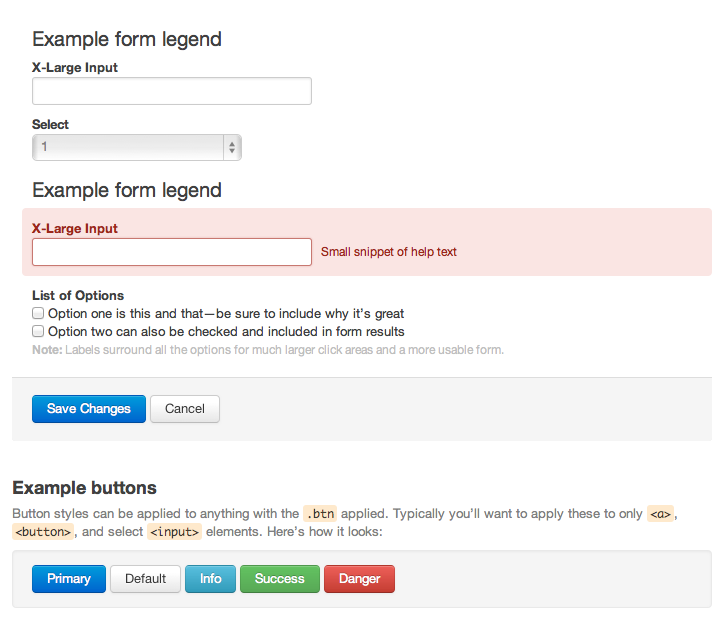 Example form legend
X-Large Input
Select
1
Example form legend
X-Large Input
Small snippet of help text
List of Options
Option one is this and that—be sure to include why it’s great
Option two can also be checked and included in form results
Note: Labels surround all the options for much larger click areas and a more usable form.
Save Changes Cancel
Example buttons
Button styles can be applied to anything with the .btn applied. Typically you’ll want to apply these to only <a>,
<button>, and select <input> elements. Here’s how it looks:
Primary Default Info Success Danger